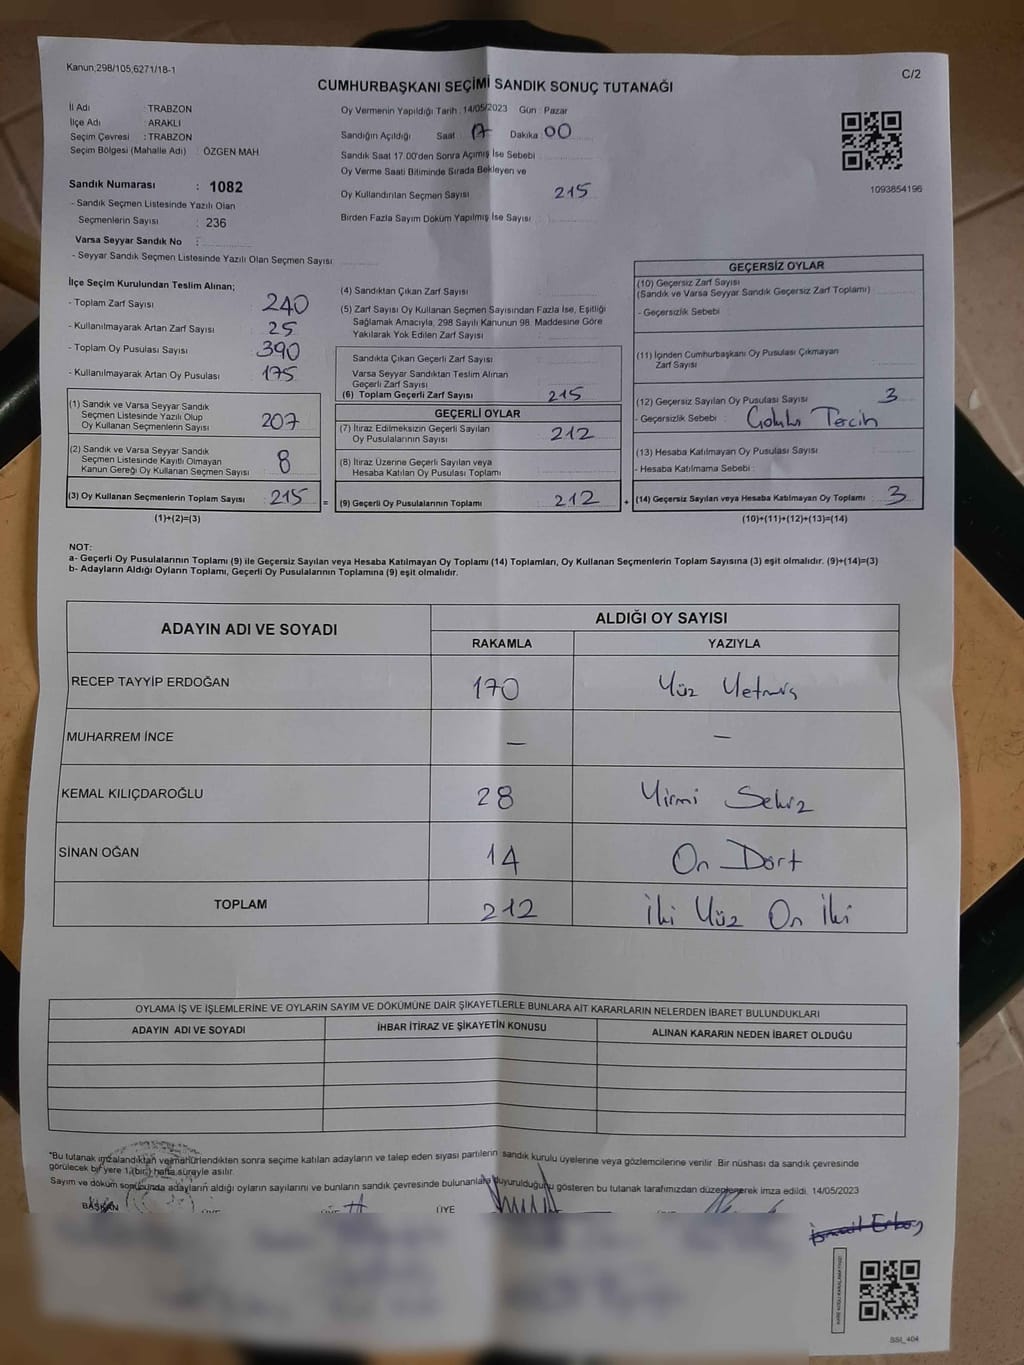 Kanun,298/105,6271/18-1
C/2
CUMHURBAŞKANI SEÇİMİ SANDIK SONUÇ TUTANAĞI
İl Adı : TRABZON
İlçe Adı : ARAKLI
Seçim Çevresi : TRABZON
Seçim Bölgesi (Mahalle Adı) : ÖZGEN MAH
Sandık Numarası : 1082
- Sandık Seçmen Listesinde Yazılı Olan
Seçmenlerin Sayısı : 236
Varsa Seyyar Sandık No :
- Seyyar Sandık Seçmen Listesinde Yazılı Olan Seçmen Sayısı
Oy Vermenin Yapıldığı Tarih : 14/05/2023 Gün : Pazar
Sandığın Açıldığı Saat : 17 Dakika : 00
Sandık Saat 17.00'den Sonra Açımış İse Sebebi
Oy Verme Saati Bitiminde Sırada Bekleyen ve
Oy Kullandırılan Seçmen Sayısı 215
Birden Fazla Sayım Döküm Yapılmış İse Sayısı
1093854196
İlçe Seçim Kurulundan Teslim Alınan;
- Toplam Zarf Sayısı 240
- Kullanılmayarak Artan Zarf Sayısı 25
- Toplam Oy Pusulası Sayısı 390
- Kullanılmayarak Artan Oy Pusulası 175
(1) Sandık ve Varsa Seyyar Sandık
Seçmen Listesinde Yazılı Olup
Oy Kullanan Seçmenlerin Sayısı 207
(2) Sandık ve Varsa Seyyar Sandık
Seçmen Listesinde Kayıtlı Olmayan
Kanun Gereği Oy Kullanan Seçmen Sayısı 8
(3) Oy Kullanan Seçmenlerin Toplam Sayısı 215 =
(1)+(2)=(3)
(4) Sandıktan Çıkan Zarf Sayısı
(5) Zarf Sayısı Oy Kullanan Seçmen Sayısından Fazla İse, Eşitliği
Sağlamak Amacıyla, 298 Sayılı Kanunun 98. Maddesine Göre
Yakılarak Yok Edilen Zarf Sayısı
Sandıkta Çıkan Geçerli Zarf Sayısı
Varsa Seyyar Sandıktan Teslim Alınan
Geçerli Zarf Sayısı
(6) Toplam Geçerli Zarf Sayısı 215
GEÇERLİ OYLAR
(7) İtiraz Edilmeksizin Geçerli Sayılan
Oy Pusulalarının Sayısı 212
(8) İtiraz Üzerine Geçerli Sayılan veya
Hesaba Katılan Oy Pusulası Toplamı
(9) Geçerli Oy Pusulalarının Toplamı 212 +
GEÇERSİZ OYLAR
(10) Geçersiz Zarf Sayısı
(Sandık ve Varsa Seyyar Sandık Geçersiz Zarf Toplamı)
- Geçersizlik Sebebi :
(11) İçinden Cumhurbaşkanı Oy Pusulası Çıkmayan
Zarf Sayısı
(12) Geçersiz Sayılan Oy Pusulası Sayısı 3
- Geçersizlik Sebebi : Tercih
(13) Hesaba Katılmayan Oy Pusulası Sayısı
- Hesaba Katılmama Sebebi :
(14) Geçersiz Sayılan veya Hesaba Katılmayan Oy Toplamı 3
(10)+(11)+(12)+(13)=(14)
NOT:
a- Geçerli Oy Pusulalarının Toplamı (9) ile Geçersiz Sayılan veya Hesaba Katılmayan Oy Toplamı (14) Toplamları, Oy Kullanan Seçmenlerin Toplam Sayısına (3) eşit olmalıdır. (9)+(14)=(3)
b- Adayların Aldığı Oyların Toplamı, Geçerli Oy Pusulalarının Toplamına (9) eşit olmalıdır.
ADAYIN ADI VE SOYADI
ALDIĞI OY SAYISI
RAKAMLA YAZIYLA
RECEP TAYYİP ERDOĞAN 170 Yüz Yetmiş
MUHARREM İNCE — —
KEMAL KILIÇDAROĞLU 28 Yirmi Sekiz
SİNAN OĞAN 14 On Dört
TOPLAM 212 İki Yüz On İki
OYLAMA İŞ VE İŞLEMLERİNE VE OYLARIN SAYIM VE DÖKÜMÜNE DAİR ŞİKAYETLERLE BUNLARA AİT KARARLARIN NELERDEN İBARET BULUNDUKLARI
ADAYIN ADI VE SOYADI İHBAR İTİRAZ VE ŞİKAYETİN KONUSU ALINAN KARARIN NEDEN İBARET OLDUĞU
"Bu tutanak imzalandıktan ve mühürlendikten sonra seçime katılan adayların ve talep eden siyasi partilerin sandık kurulu üyelerine veya gözlemcilerine verilir. Bir nüshası da sandık çevresinde
görülecek bir yere 1 (bir) hafta süreyle asılır.
Sayım ve döküm sonucunda adayların aldığı oyların sayılarını ve bunların sandık çevresinde bulunanlara duyurulduğunu gösteren bu tutanak tarafımızdan düzenlenerek imza edildi. 14/05/2023
BAŞKAN ÜYE
İsmail
SSI_404